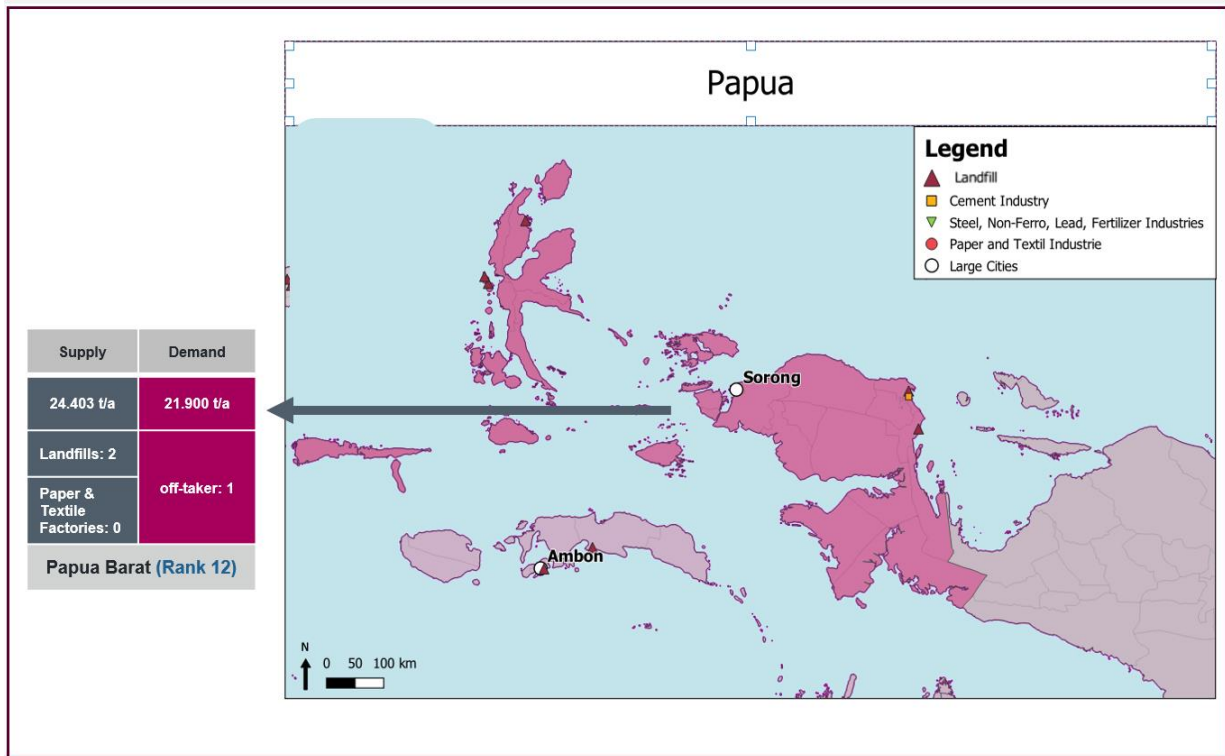 Papua
Legend
Landfill
Cement Industry
Steel, Non-Ferro, Lead, Fertilizer Industries
Paper and Textil Industrie
Large Cities
Sorong
Ambon
N
0 50 100 km
Supply Demand
24.403 t/a 21.900 t/a
Landfills: 2
off-taker: 1
Paper &
Textile
Factories: 0
Papua Barat (Rank 12)